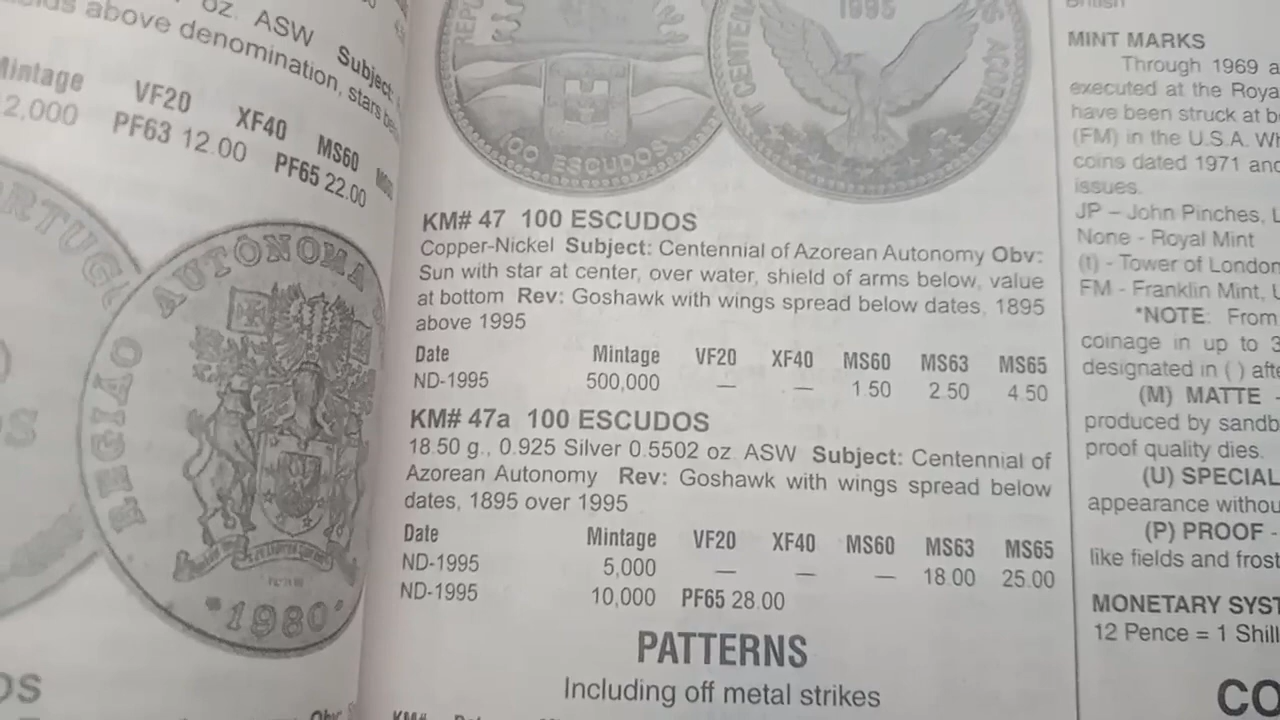 oz. ASW Subject:
above denomination, stars
Mintage VF20 XF40 MS60
2,000 PF63 12.00 PF65 22.00
REGIÃO AUTÓNOMA
*1980*
100 ESCUDOS
1º CENTENÁ
1895
AÇORES
KM# 47 100 ESCUDOS
Copper-Nickel Subject: Centennial of Azorean Autonomy Obv:
Sun with star at center, over water, shield of arms below, value
at bottom Rev: Goshawk with wings spread below dates, 1895
above 1995
Date Mintage VF20 XF40 MS60 MS63 MS65
ND-1995 500,000 — — 1.50 2.50 4.50
KM# 47a 100 ESCUDOS
18.50 g., 0.925 Silver 0.5502 oz. ASW Subject: Centennial of
Azorean Autonomy Rev: Goshawk with wings spread below
dates, 1895 over 1995
Date Mintage VF20 XF40 MS60 MS63 MS65
ND-1995 5,000 — — — 18.00 25.00
ND-1995 10,000 PF65 28.00
PATTERNS
Including off metal strikes
British
MINT MARKS
Through 1969 a
executed at the Roya
have been struck at b
(FM) in the U.S.A. Wh
coins dated 1971 and
issues.
JP – John Pinches, L
None - Royal Mint
(t) - Tower of London
FM - Franklin Mint, U
*NOTE: From
coinage in up to 3
designated in ( ) afte
(M) MATTE -
produced by sandb
proof quality dies.
(U) SPECIAL
appearance withou
(P) PROOF -
like fields and frost
MONETARY SYST
12 Pence = 1 Shill
CO